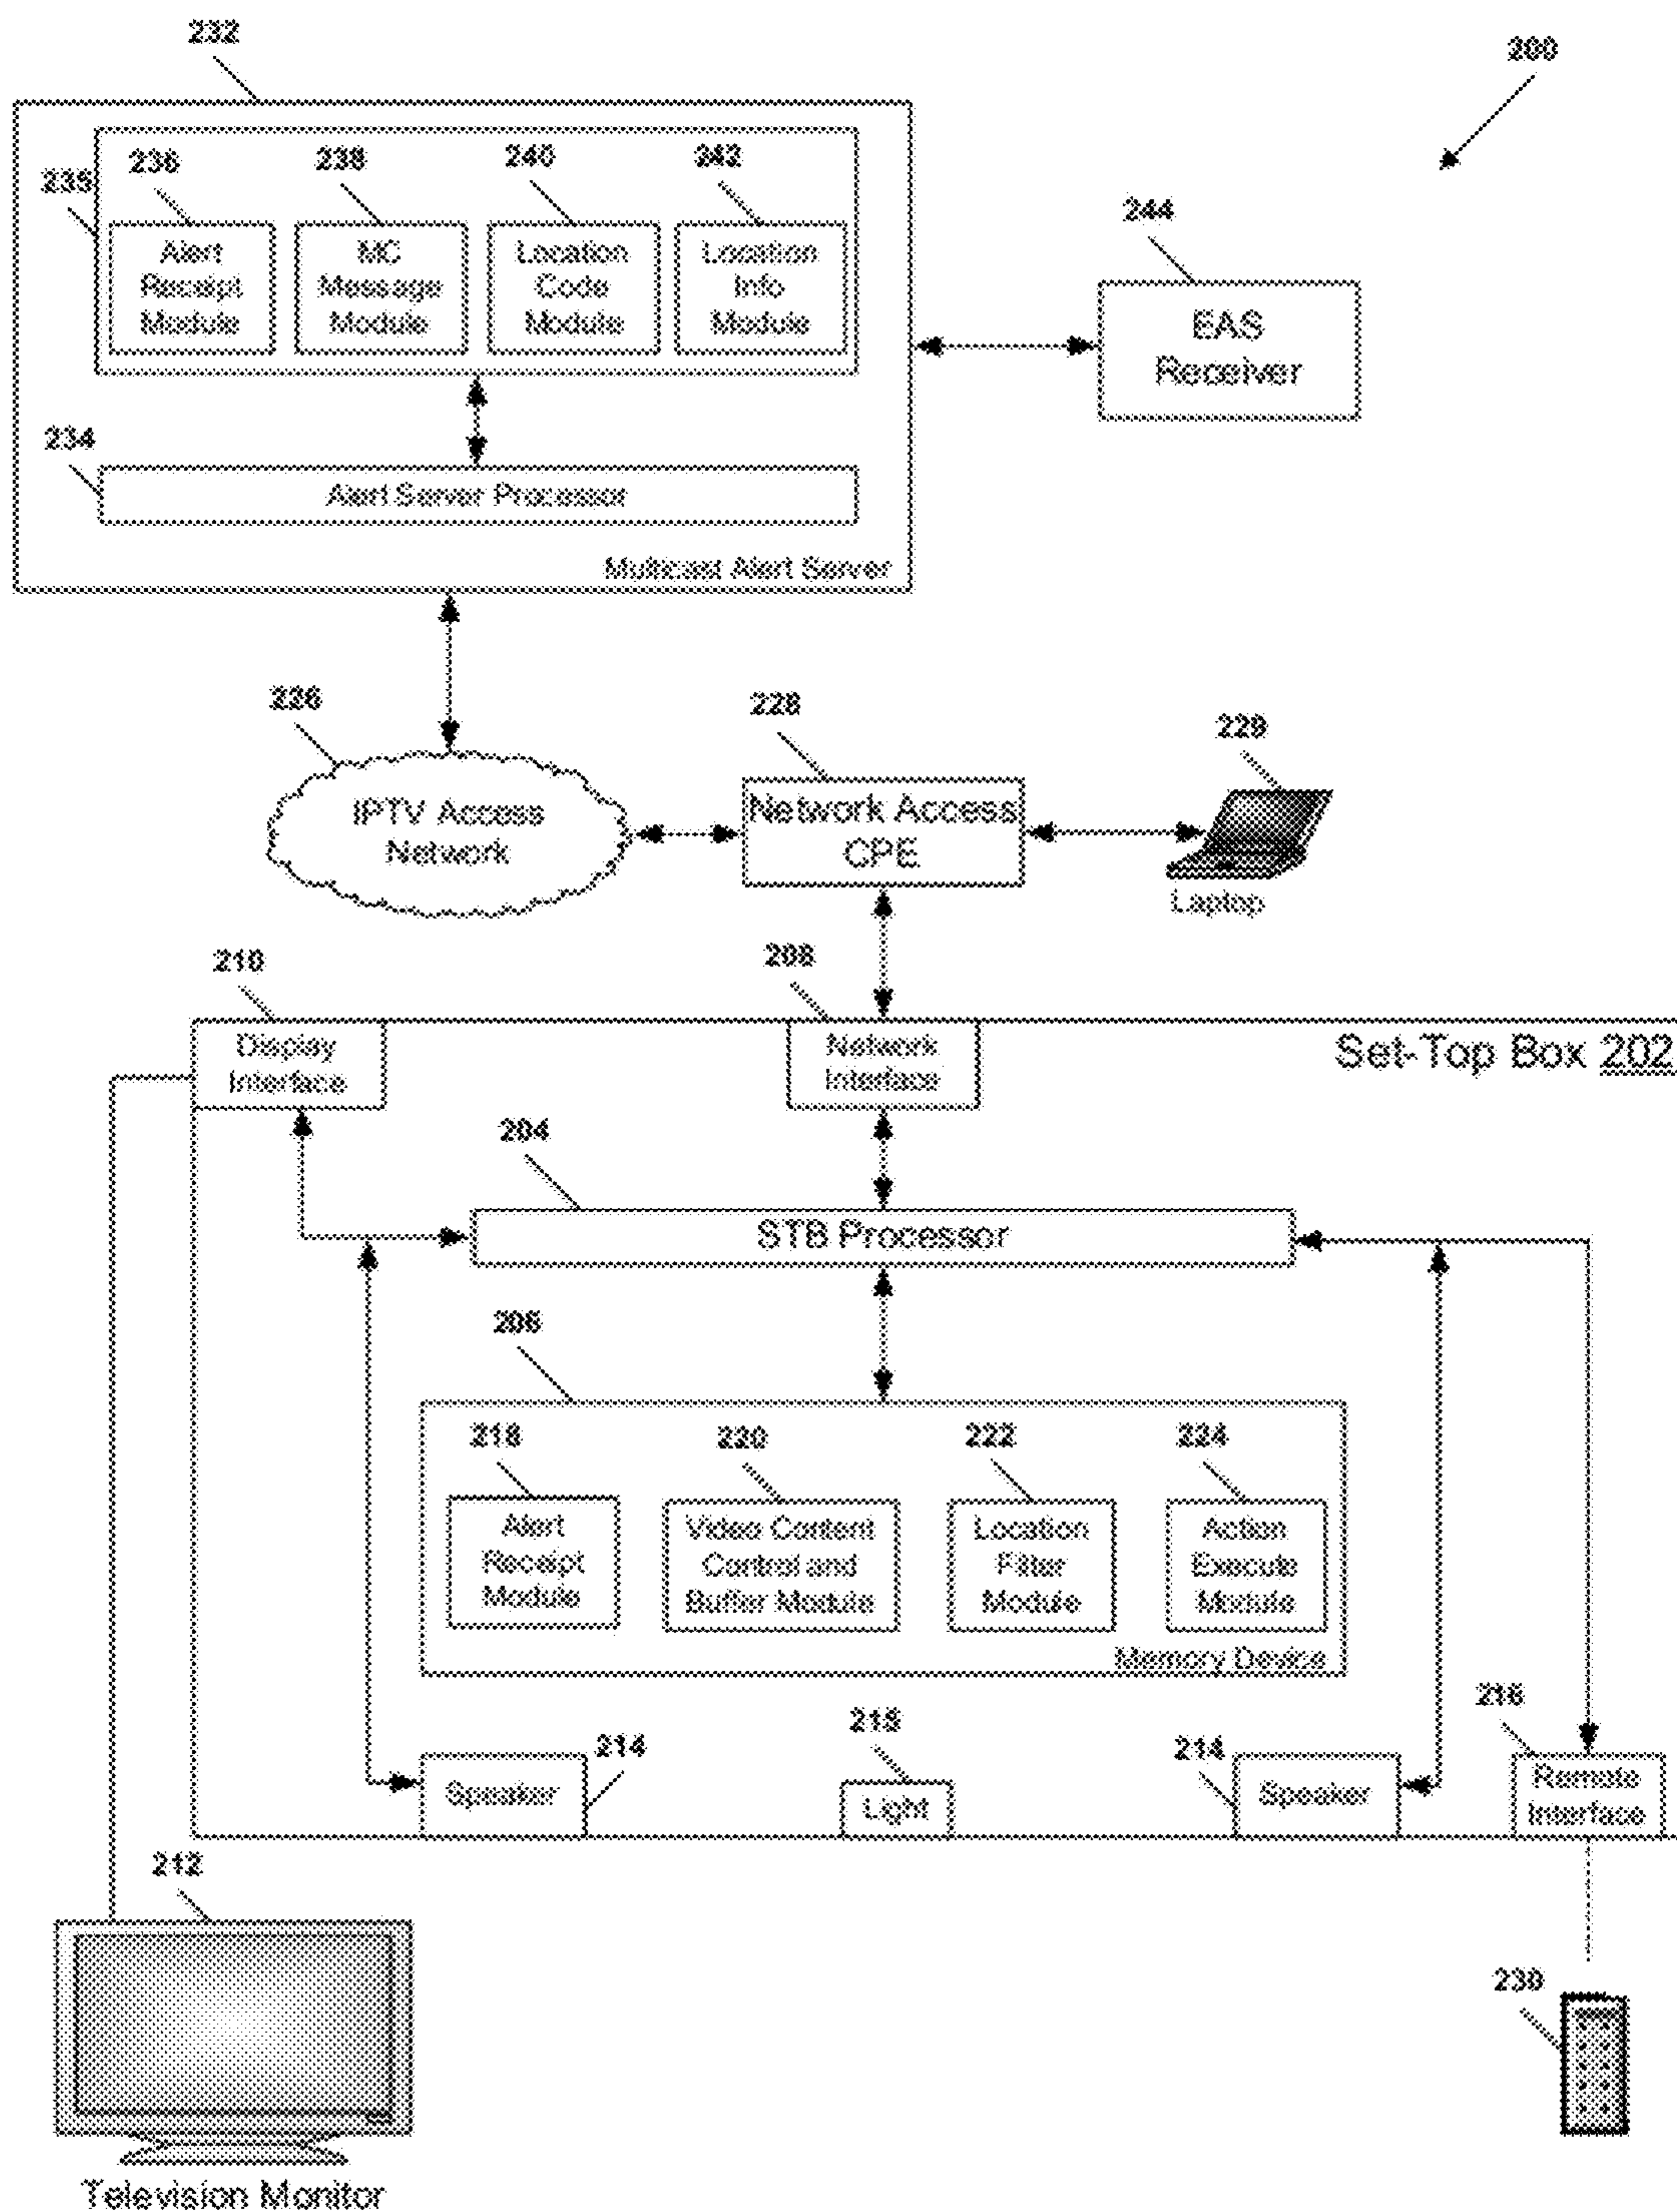 232
200
235
236
238
240
242
Alert
Receipt
Module
MC
Message
Module
Location
Code
Module
Location
Info
Module
244
EAS
Receiver
234
Alert Server Processor
Multicast Alert Server
226
IPTV Access
Network
228
Network Access
CPE
229
Laptop
210
Display
Interface
208
Network
Interface
Set-Top Box 202
204
STB Processor
206
218
Alert
Receipt
Module
220
Video Content
Control and
Buffer Module
222
Location
Filter
Module
224
Action
Execute
Module
Memory Device
Speaker
214
215
Light
214
Speaker
216
Remote
Interface
212
Television Monitor
230